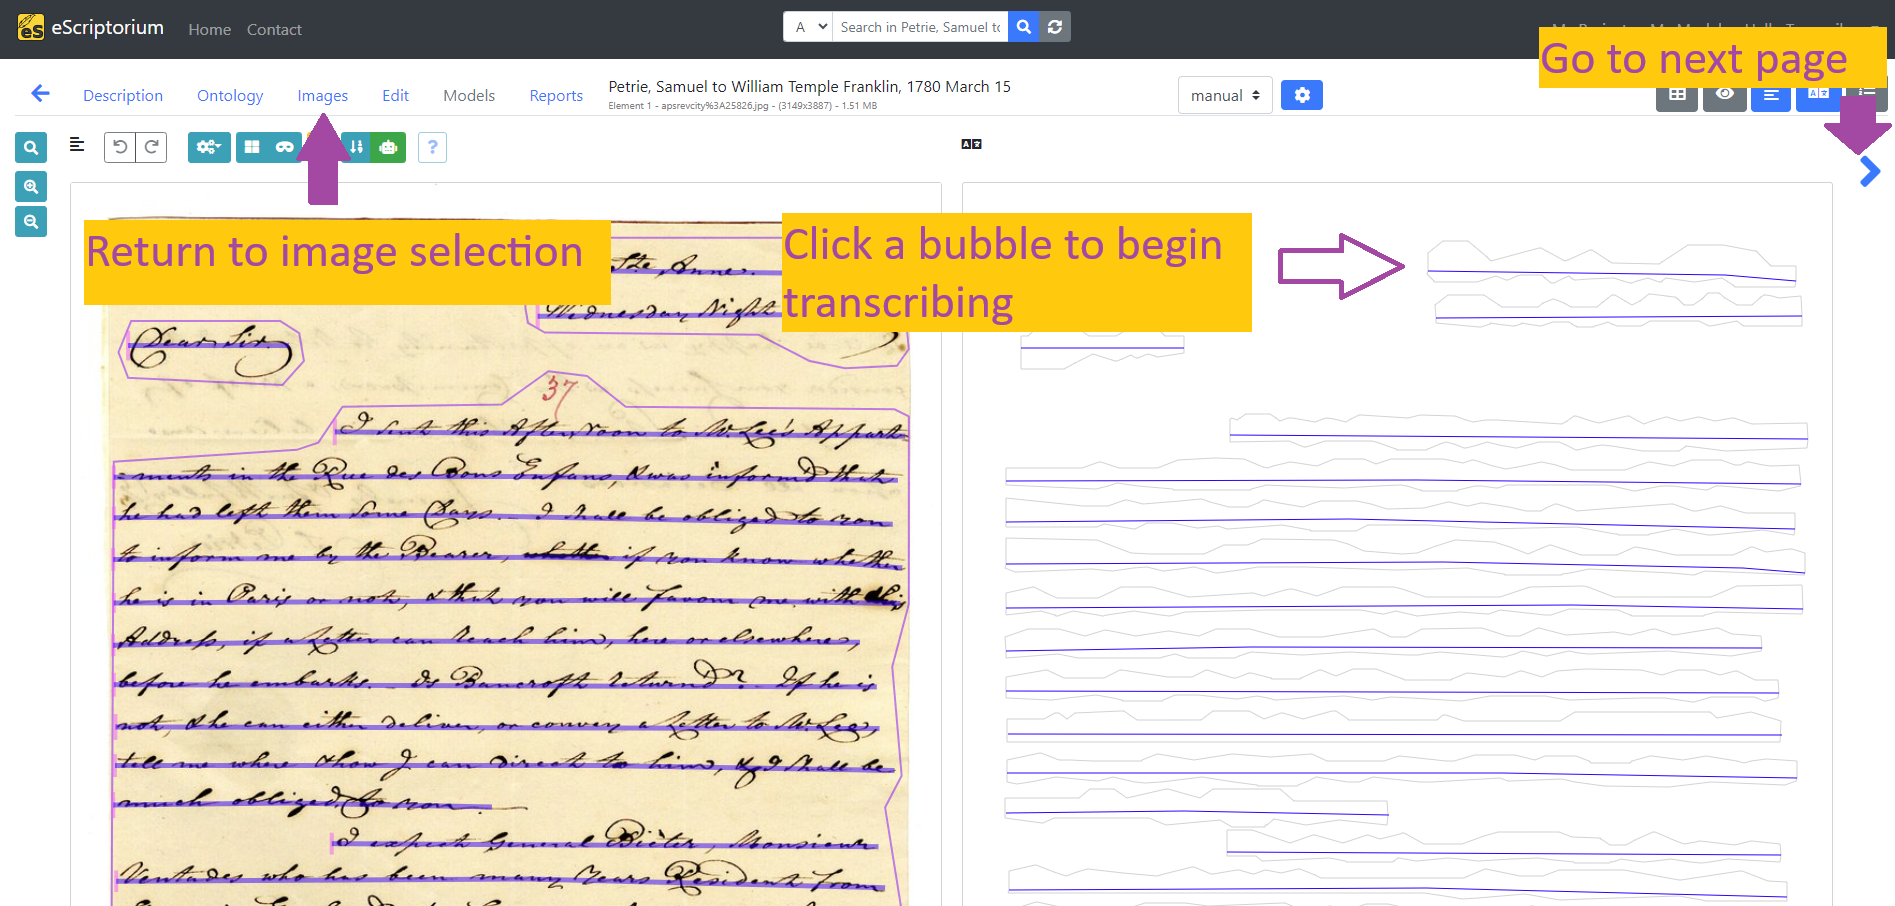 eScriptorium
Home Contact
A Search in Petrie, Samuel to
Go to next page
Description Ontology Images Edit Models Reports
Petrie, Samuel to William Temple Franklin, 1780 March 15
Element 1 - apsrevcity%3A25826.jpg - (3149x3887) - 1.51 MB
manual
?
Return to image selection
Click a bubble to begin
transcribing
Ste. Anne.
Wednesday Night
Dear Sir
37
I sent this Afternoon to Mr. Lee's Appart
-ments in the Rue des Bons Enfans, & was inform'd that
he had left them some Days. - I shall be obliged to you
to inform me by the Bearer, if you know whether
he is in Paris or not, & that you will favour me with his
Address, if a Letter can reach him, here or elsewhere,
before he embarks. - Is Bancroft return'd? - If he is
not, & he can either deliver, or convey a Letter to Mr. Lee,
tell me where & how I can direct to him, & I shall be
much obliged to you
I expect General Bieter, Monsieur
Ventades who has been many Years Resident from